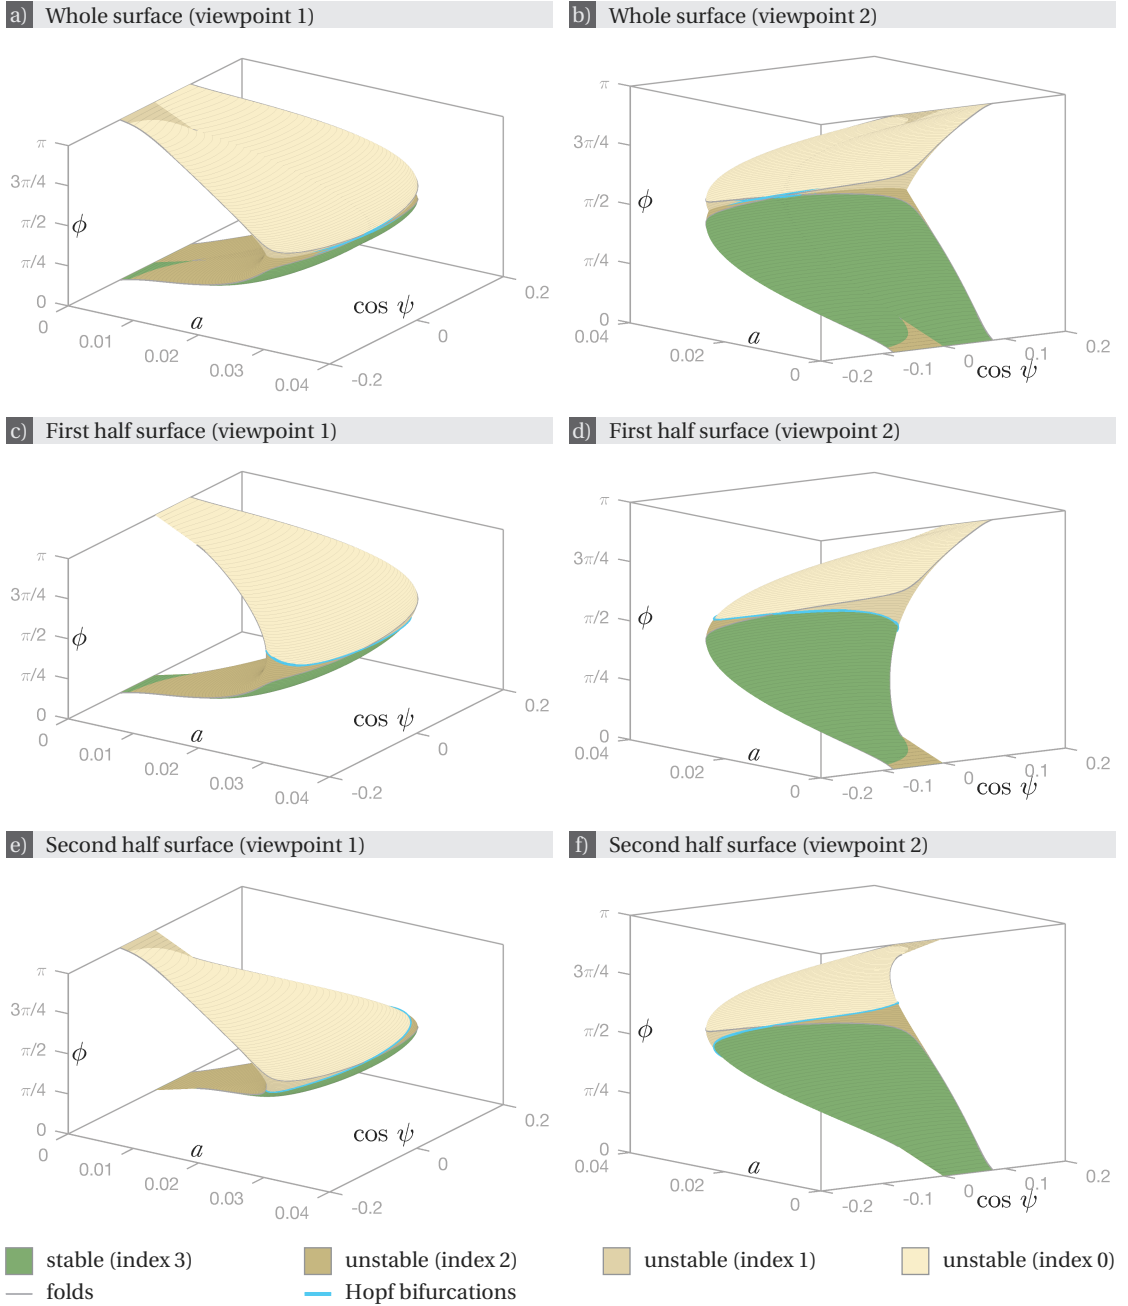 a) Whole surface (viewpoint 1)
π
3π/4
π/2
ϕ
π/4
0
0
0.01
0.02
0.03
0.04
a
cos ψ
-0.2
0
0.2
b) Whole surface (viewpoint 2)
π
3π/4
π/2
ϕ
π/4
0
0.04
0.02
0
a
-0.2
-0.1
0
0.1
0.2
cos ψ
c) First half surface (viewpoint 1)
π
3π/4
π/2
ϕ
π/4
0
0
0.01
0.02
0.03
0.04
a
cos ψ
-0.2
0
0.2
d) First half surface (viewpoint 2)
π
3π/4
π/2
ϕ
π/4
0
0.04
0.02
0
a
-0.2
-0.1
0
0.1
0.2
cos ψ
e) Second half surface (viewpoint 1)
π
3π/4
π/2
ϕ
π/4
0
0
0.01
0.02
0.03
0.04
a
cos ψ
-0.2
0
0.2
f) Second half surface (viewpoint 2)
π
3π/4
π/2
ϕ
π/4
0
0.04
0.02
0
a
-0.2
-0.1
0
0.1
0.2
cos ψ
stable (index 3) unstable (index 2) unstable (index 1) unstable (index 0)
folds Hopf bifurcations